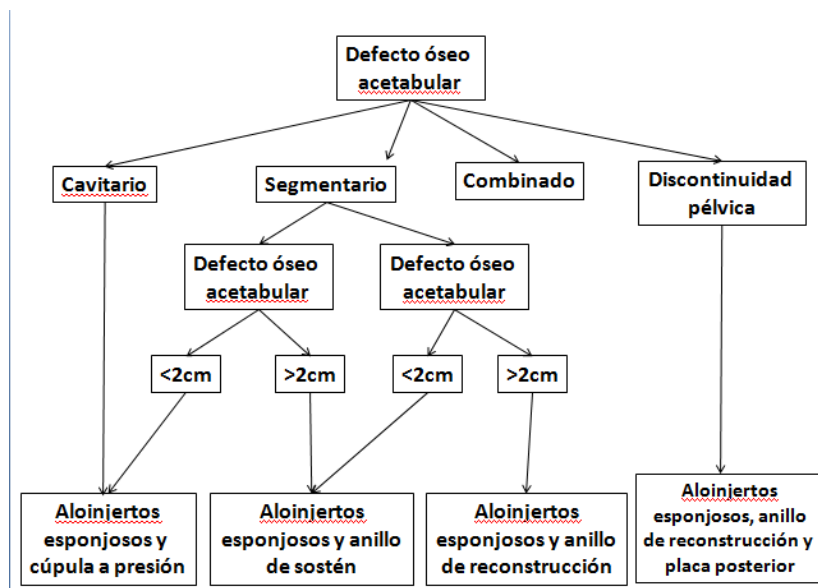 Defecto óseo
acetabular
Cavitario
Segmentario
Combinado
Discontinuidad
pélvica
Defecto óseo
acetabular
Defecto óseo
acetabular
<2cm
>2cm
<2cm
>2cm
Aloinjertos
esponjosos y
cúpula a presión
Aloinjertos
esponjosos y anillo
de sostén
Aloinjertos
esponjosos y anillo
de reconstrucción
Aloinjertos
esponjosos, anillo
de reconstrucción y
placa posterior